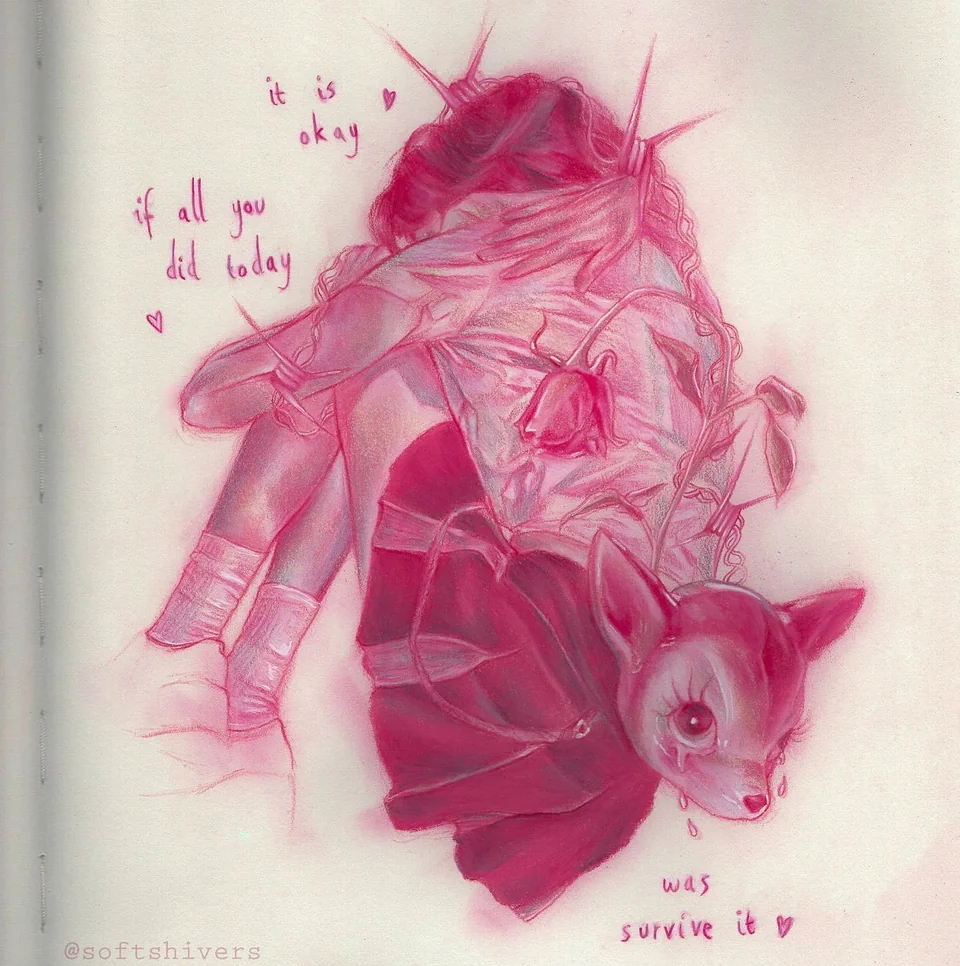 it is
okay
if all you
did today
was
survive it
@softshivers